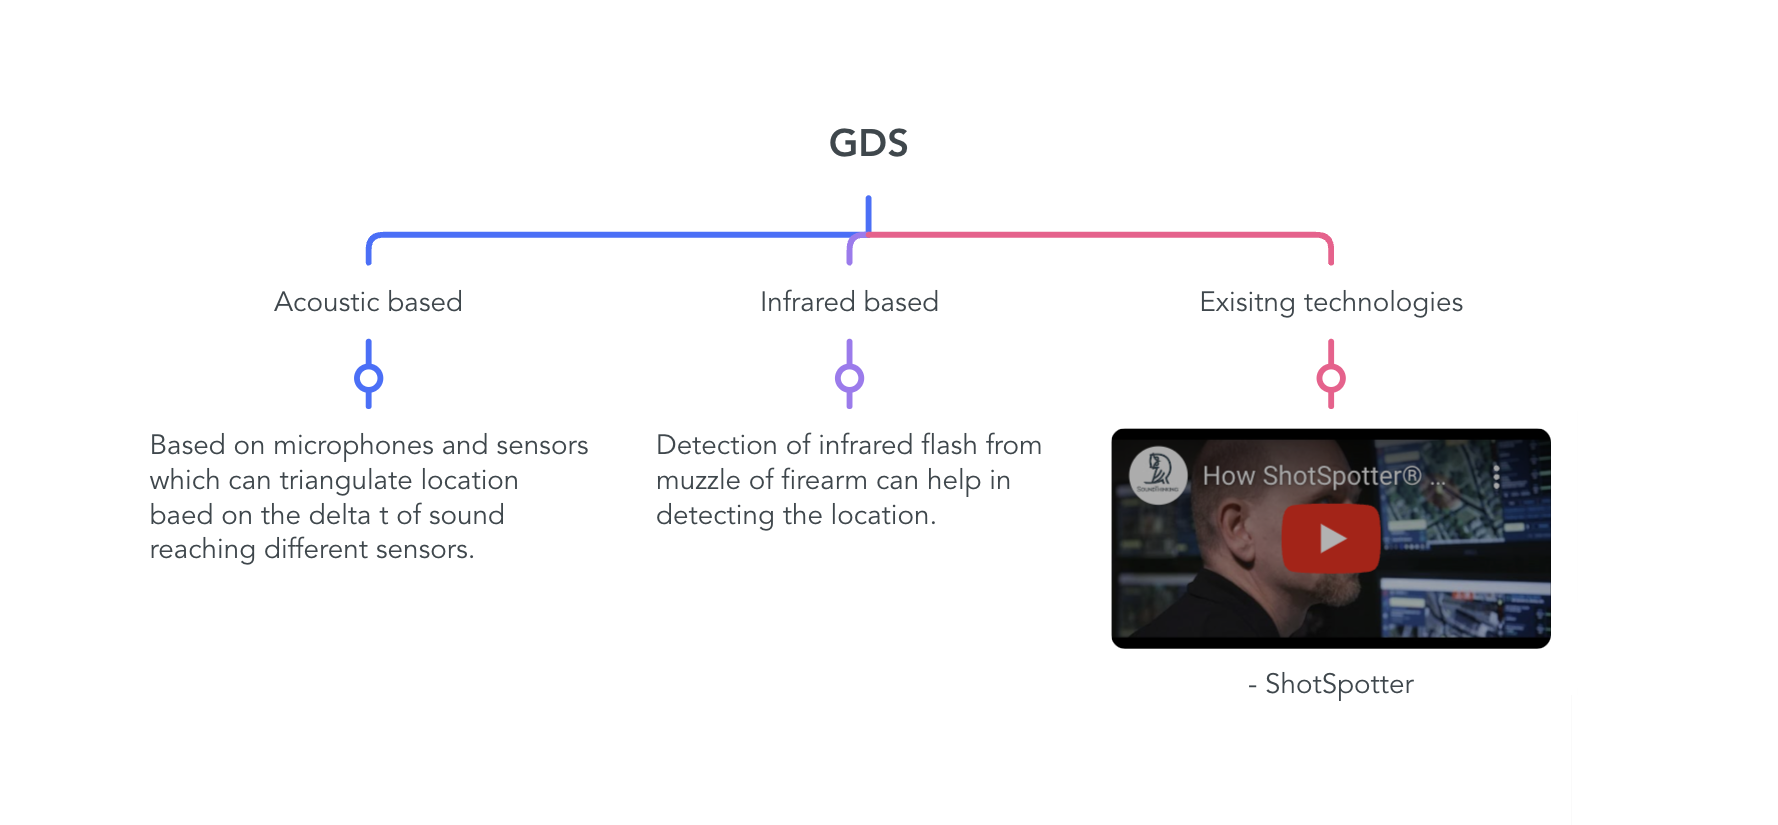 GDS
Acoustic based
Infrared based
Exisitng technologies
Based on microphones and sensors
which can triangulate location
baed on the delta t of sound
reaching different sensors.
Detection of infrared flash from
muzzle of firearm can help in
detecting the location.
SOUNDTHINKING
How ShotSpotter® ...
- ShotSpotter